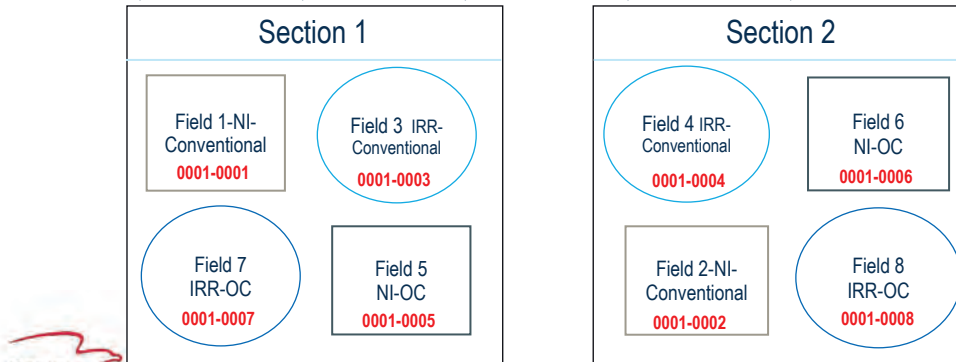 Section 1
Field 1-NI-
Conventional
0001-0001
Field 3 IRR-
Conventional
0001-0003
Field 7
IRR-OC
0001-0007
Field 5
NI-OC
0001-0005
Section 2
Field 4 IRR-
Conventional
0001-0004
Field 6
NI-OC
0001-0006
Field 2-NI-
Conventional
0001-0002
Field 8
IRR-OC
0001-0008